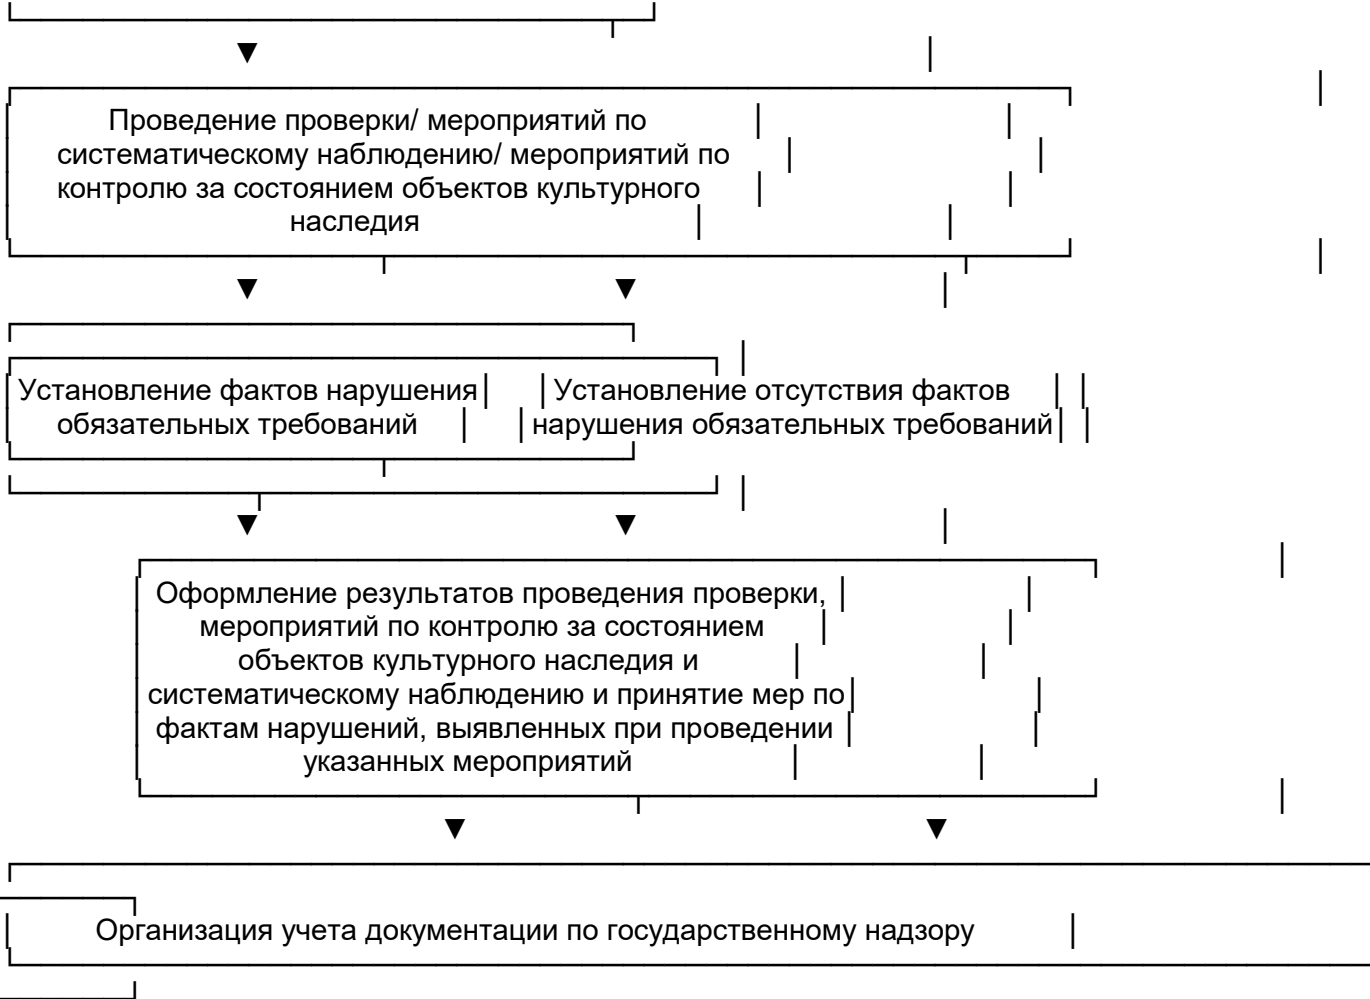 Проведение проверки/ мероприятий по
систематическому наблюдению/ мероприятий по
контролю за состоянием объектов культурного
наследия
Установление фактов нарушения
обязательных требований
Установление отсутствия фактов
нарушения обязательных требований
Оформление результатов проведения проверки,
мероприятий по контролю за состоянием
объектов культурного наследия и
систематическому наблюдению и принятие мер по
фактам нарушений, выявленных при проведении
указанных мероприятий
Организация учета документации по государственному надзору